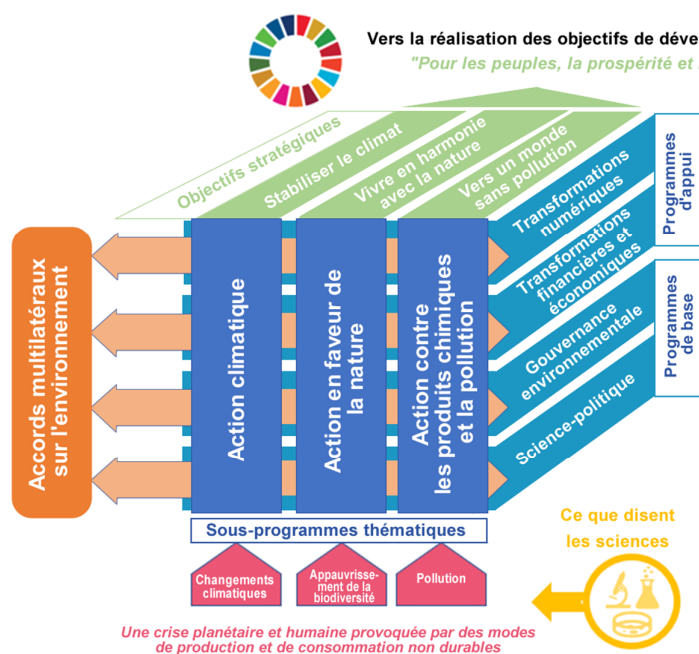 Vers la réalisation des objectifs de déve
"Pour les peuples, la prospérité et
Objectifs stratégiques
Stabiliser le climat
Vivre en harmonie
avec la nature
Vers un monde
sans pollution
Transformations
numériques
Transformations
financières et
économiques
Gouvernance
environnementale
Science-politique
Programmes
d'appui
Programmes
de base
Accords multilatéraux
sur l'environnement
Action climatique
Action en faveur de
la nature
Action contre
les produits chimiques
et la pollution
Sous-programmes thématiques
Changements
climatiques
Appauvrisse-
ment de la
biodiversité
Pollution
Ce que disent
les sciences
Une crise planétaire et humaine provoquée par des modes
de production et de consommation non durables